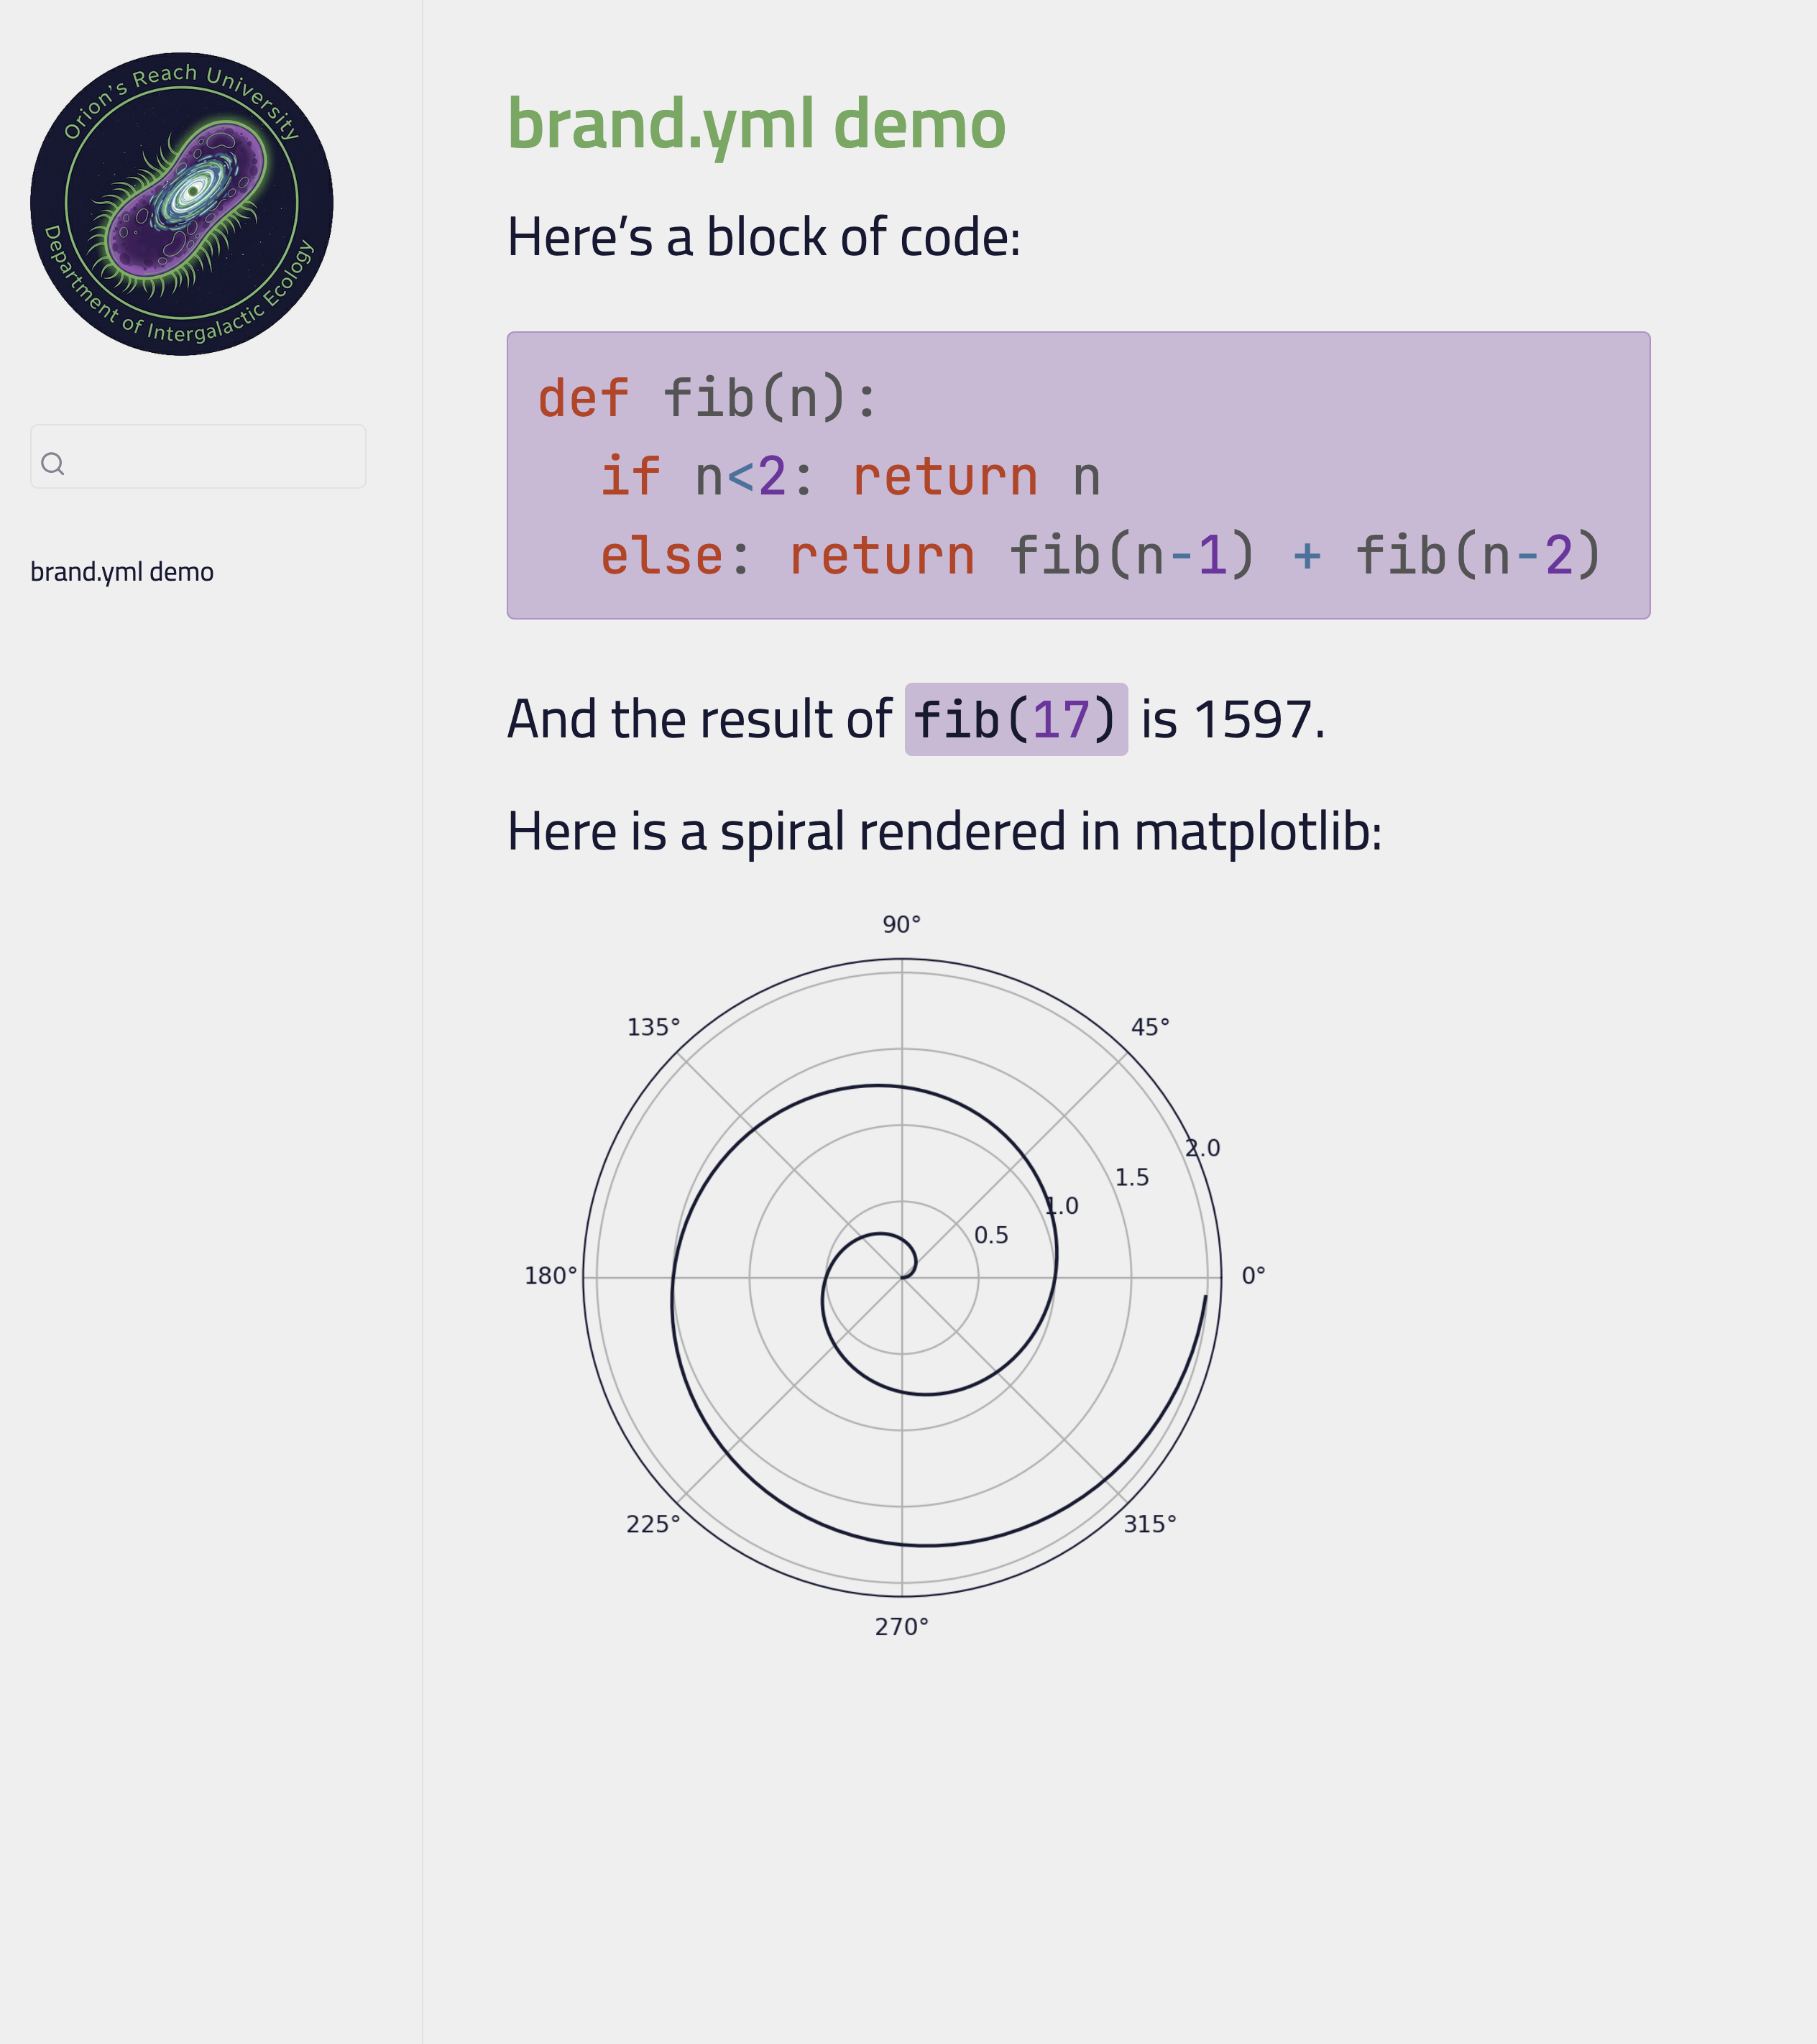 Orion’s Reach University
Department of Intergalactic Ecology
brand.yml demo
brand.yml demo
Here’s a block of code:
def fib(n):
  if n<2: return n
  else: return fib(n-1) + fib(n-2)
And the result of fib(17) is 1597.
Here is a spiral rendered in matplotlib:
90°
135°
45°
2.0
1.5
1.0
0.5
180°
0°
225°
315°
270°